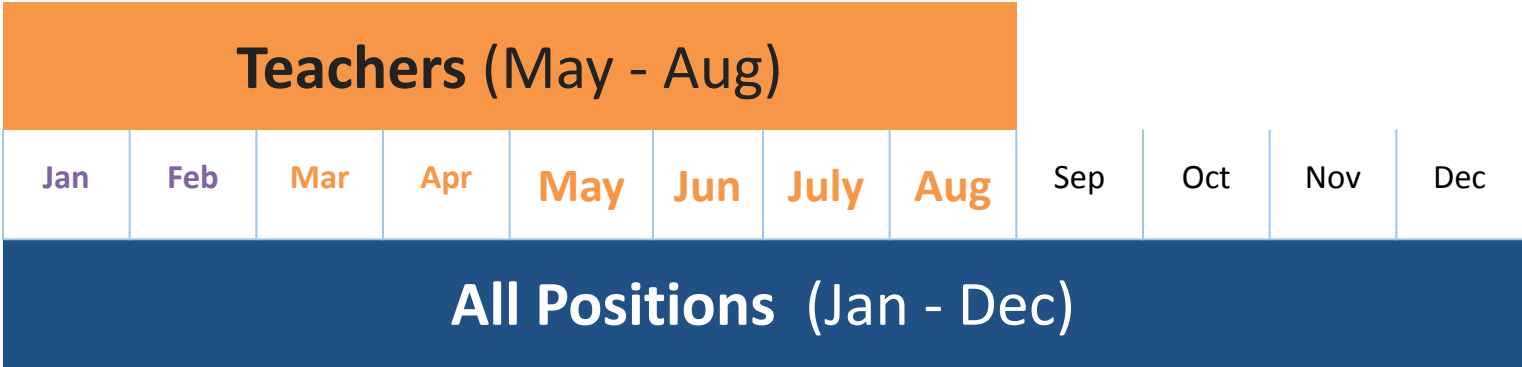 Teachers (May - Aug)
Jan Feb Mar Apr May Jun July Aug Sep Oct Nov Dec
All Positions (Jan - Dec)